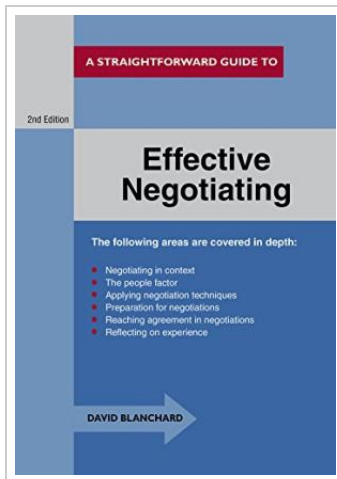 A STRAIGHTFORWARD GUIDE TO
2nd Edition
Effective
Negotiating
The following areas are covered in depth:
Negotiating in context
The people factor
Applying negotiation techniques
Preparation for negotiations
Reaching agreement in negotiations
Reflecting on experience
DAVID BLANCHARD